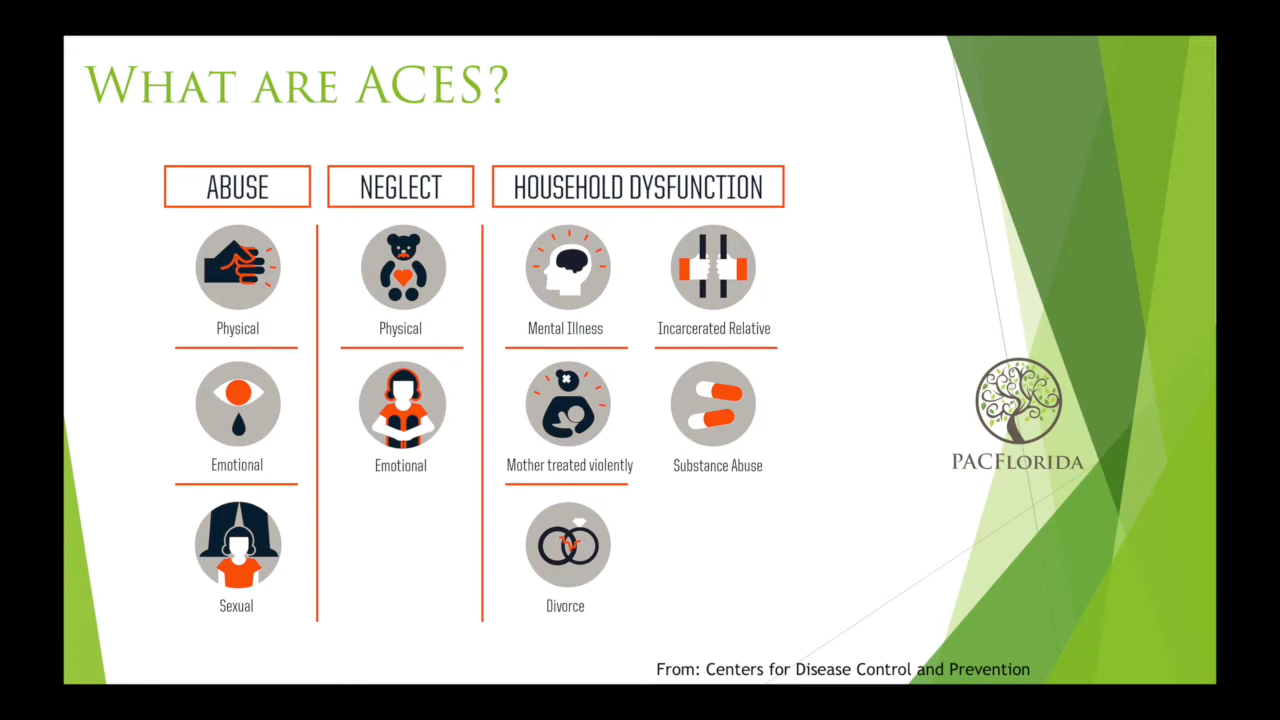 WHAT ARE ACES?
ABUSE
NEGLECT
HOUSEHOLD DYSFUNCTION
Physical
Physical
Mental Illness
Incarcerated Relative
Emotional
Emotional
Mother treated violently
Substance Abuse
PACFLORIDA
Sexual
Divorce
From: Centers for Disease Control and Prevention